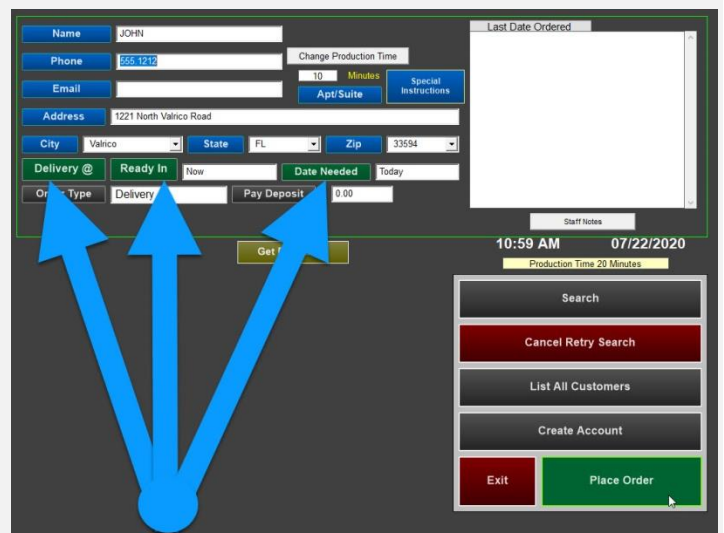 Name JOHN
Last Date Ordered
Phone 555.1212
Change Production Time
10 Minutes
Email
Apt/Suite
Special
Instructions
Address 1221 North Valrico Road
City Valrico State FL Zip 33594
Delivery @ Ready In Now Date Needed Today
Type Delivery Pay Deposit 0.00
Staff Notes
Get
10:59 AM 07/22/2020
Production Time 20 Minutes
Search
Cancel Retry Search
List All Customers
Create Account
Exit Place Order